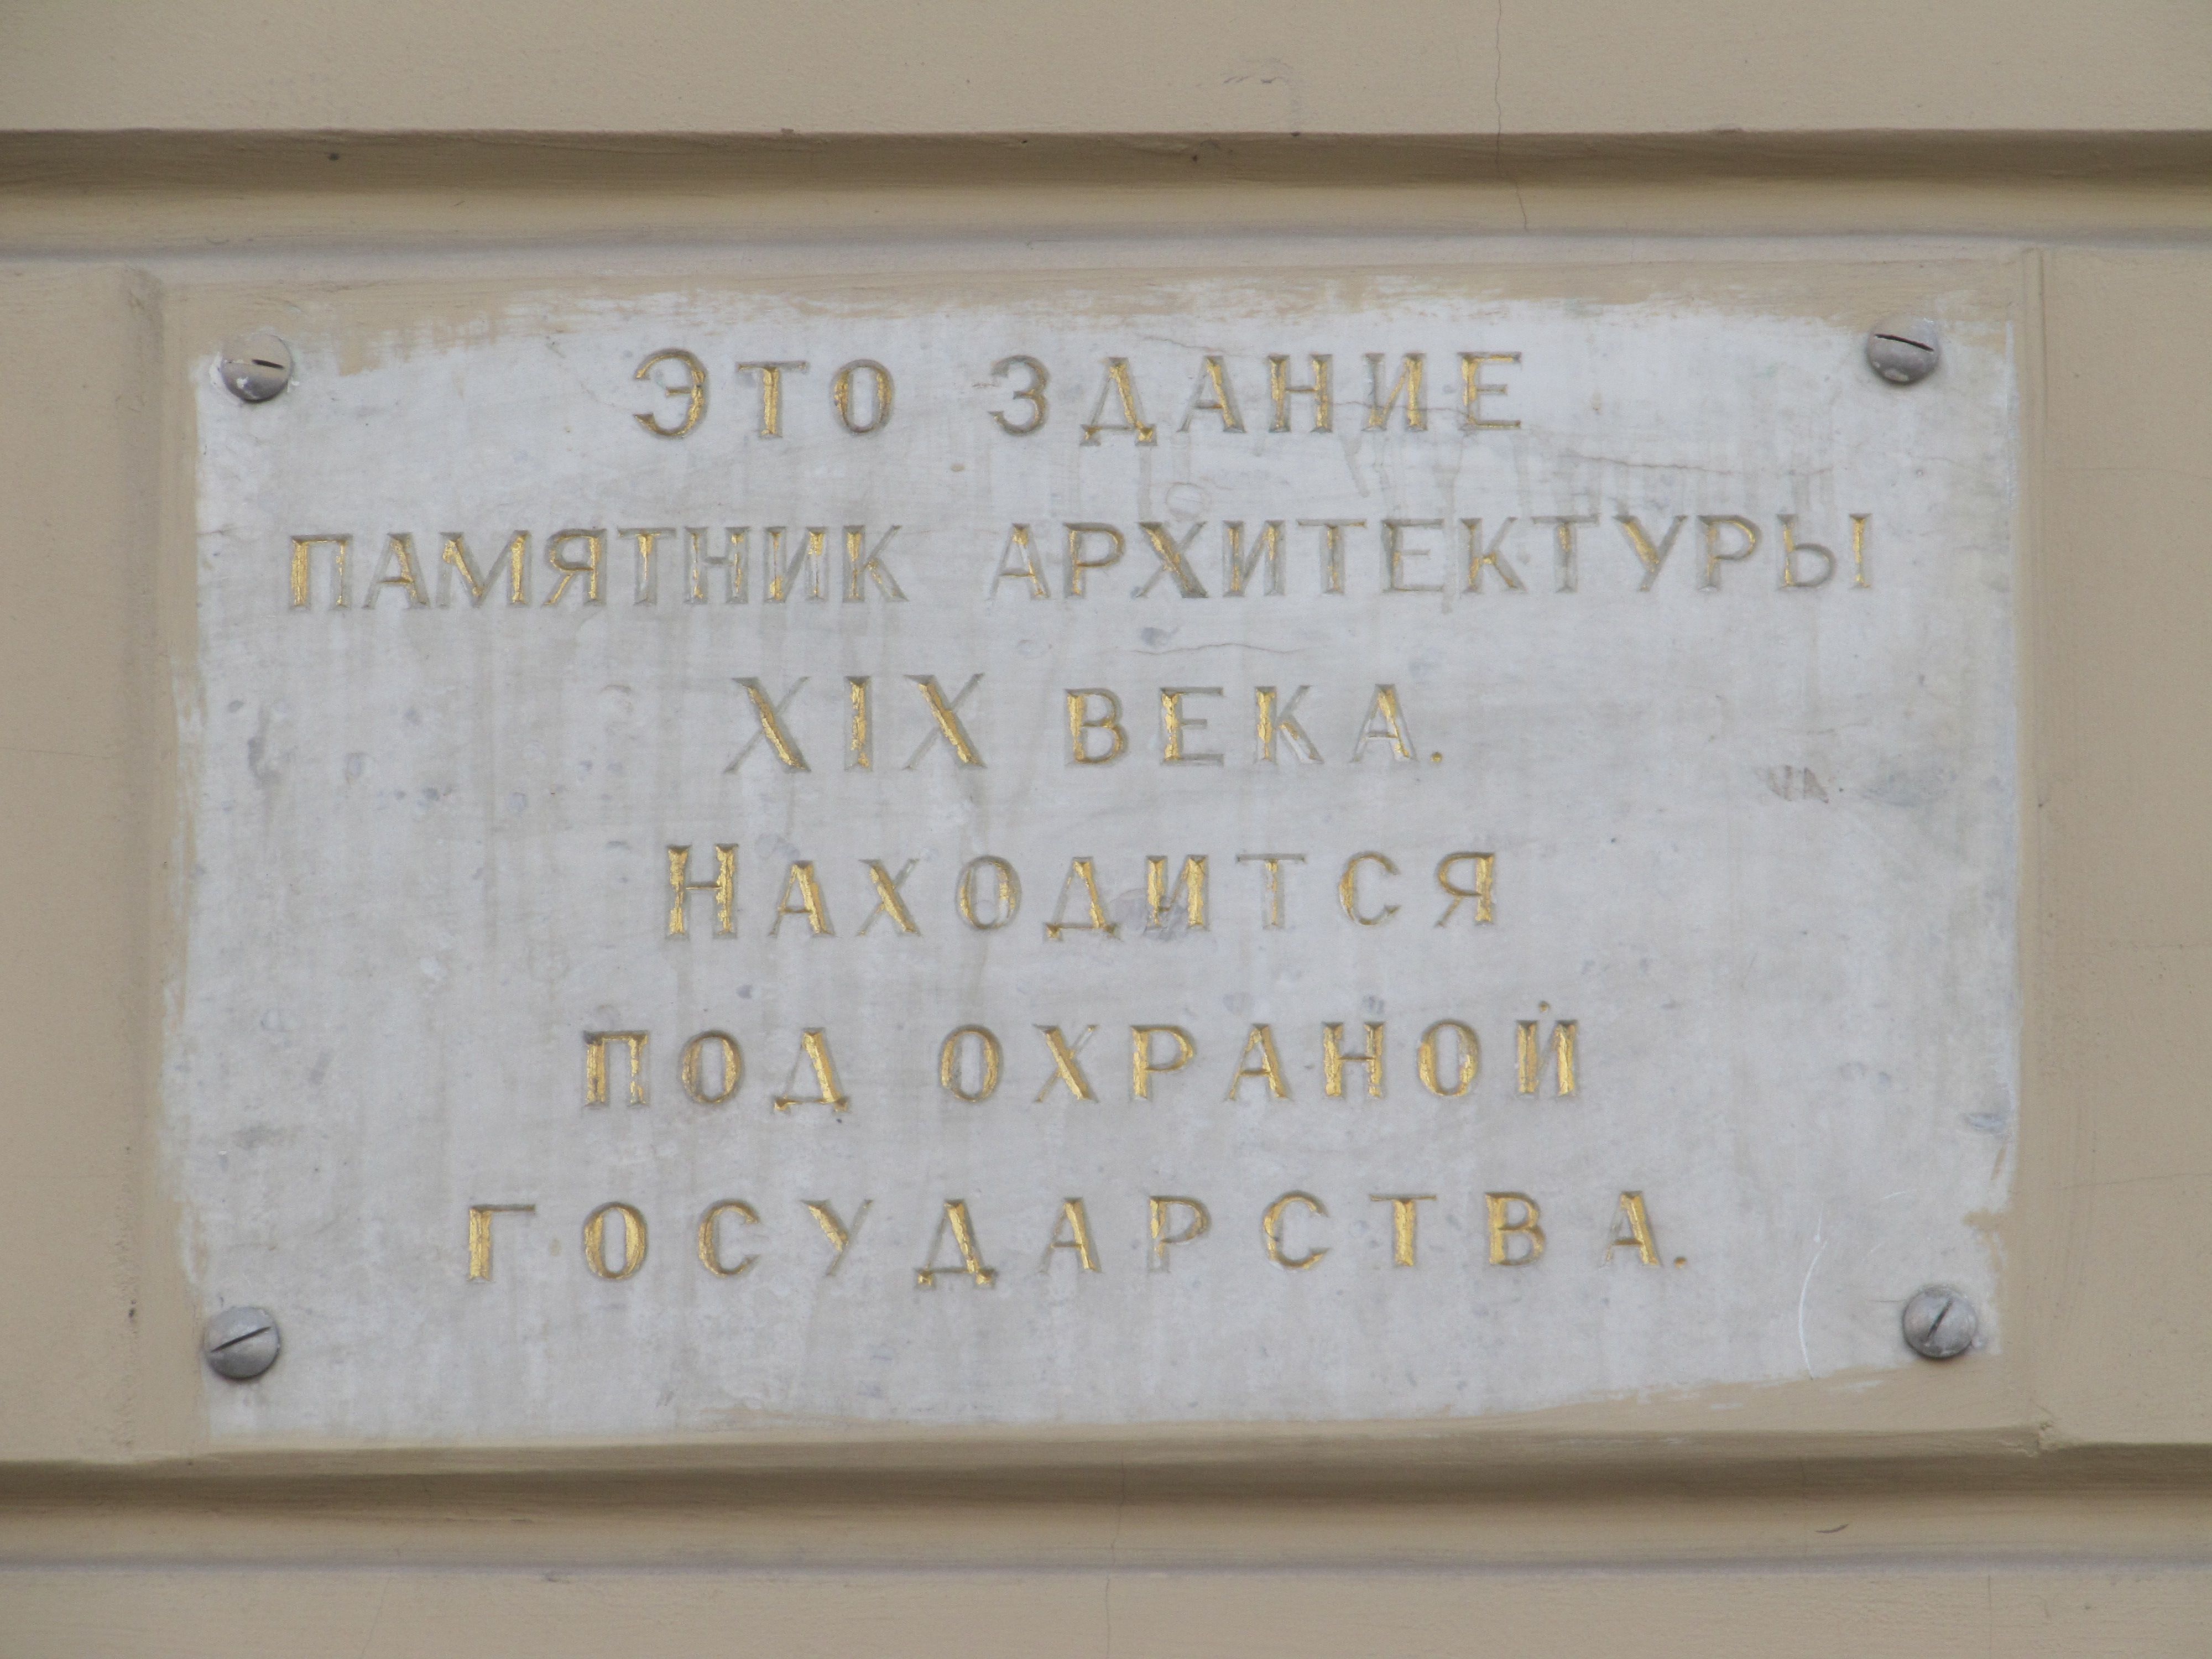 Это здание
памятник архитектуры
XIX века.
Находится
под охраной
государства.